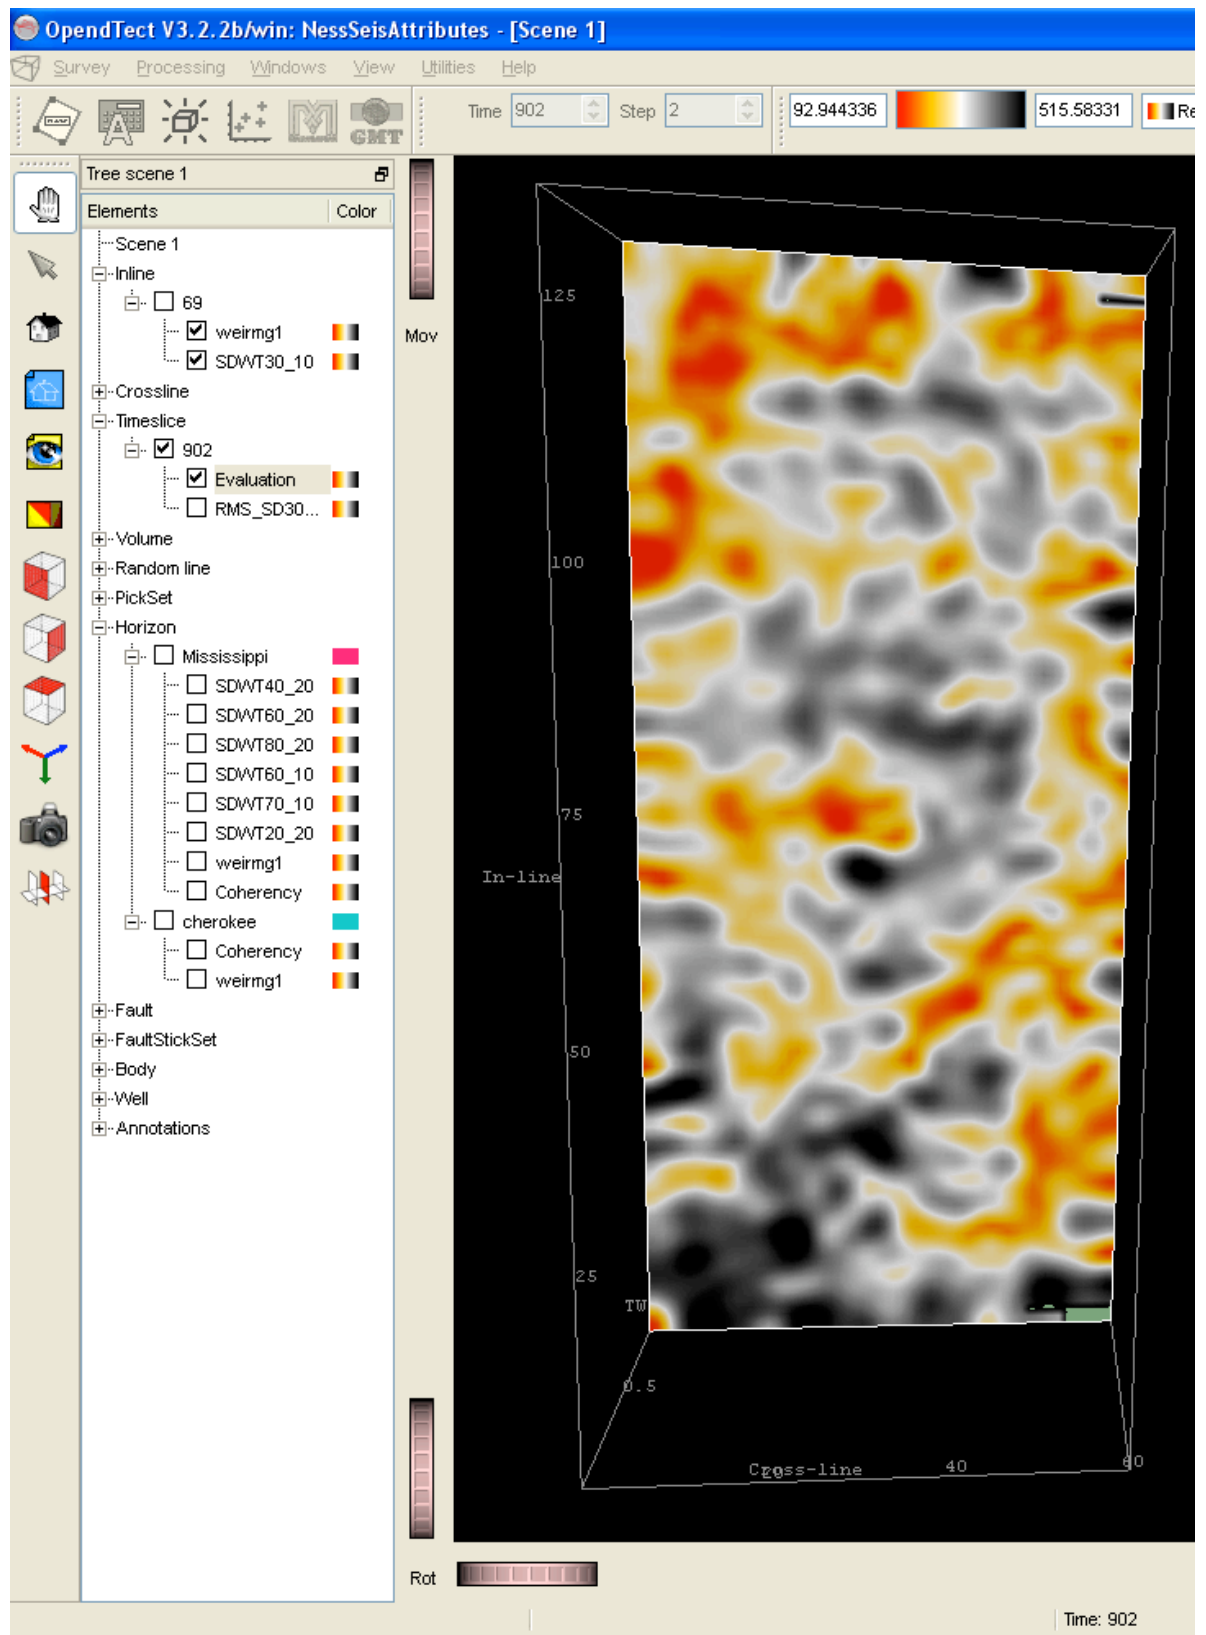 OpendTect V3.2.2b/win: NessSeisAttributes - [Scene 1]
Survey Processing Windows View Utilities Help
Time 902 Step 2 92.944336 515.58331 Re
GMT
Tree scene 1
Elements Color
Scene 1
Inline
69
weirmg1
SDWT30_10
Crossline
Timeslice
902
Evaluation
RMS_SD30...
Volume
Random line
PickSet
Horizon
Mississippi
SDWT40_20
SDWT60_20
SDWT80_20
SDWT60_10
SDWT70_10
SDWT20_20
weirmg1
Coherency
cherokee
Coherency
weirmg1
Fault
FaultStickSet
Body
Well
Annotations
Mov
125
100
75
In-line
50
25
TW
0.5
Cross-line 40 60
Rot
Time: 902